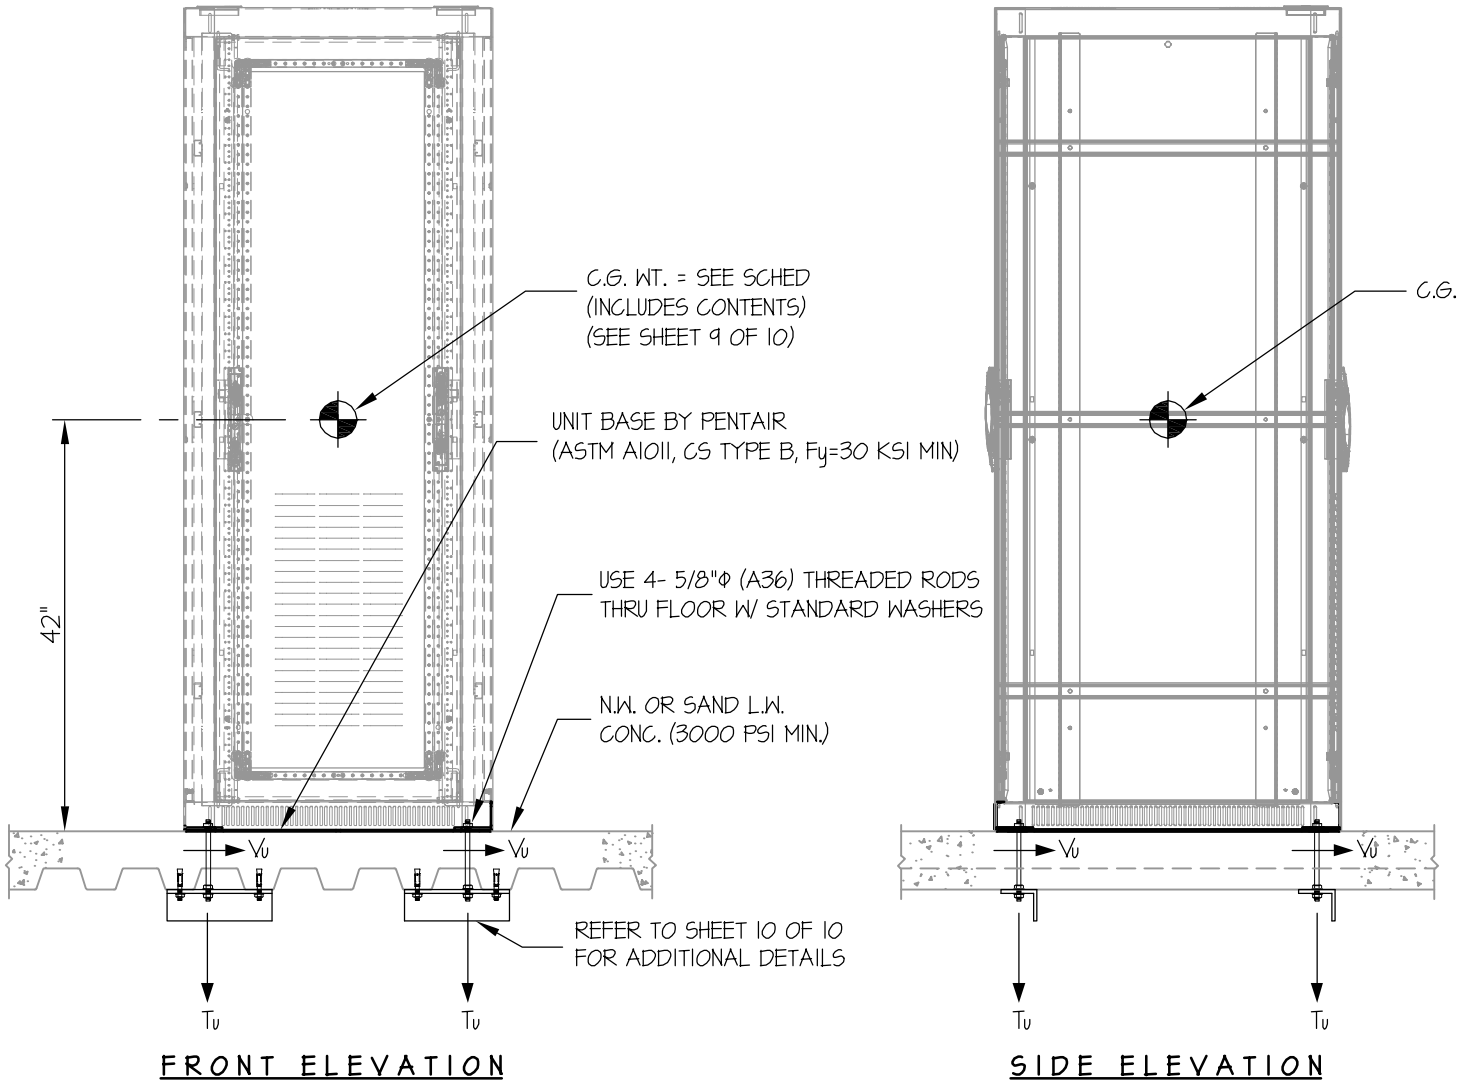 C.G. WT. = SEE SCHED
(INCLUDES CONTENTS)
(SEE SHEET 9 OF 10)
C.G.
UNIT BASE BY PENTAIR
(ASTM A1011, CS TYPE B, Fy=30 KSI MIN)
42"
USE 4- 5/8"Φ (A36) THREADED RODS
THRU FLOOR W/ STANDARD WASHERS
N.W. OR SAND L.W.
CONC. (3000 PSI MIN.)
Vu
Vu
Vu
Vu
REFER TO SHEET 10 OF 10
FOR ADDITIONAL DETAILS
Tu
Tu
Tu
Tu
FRONT ELEVATION
SIDE ELEVATION